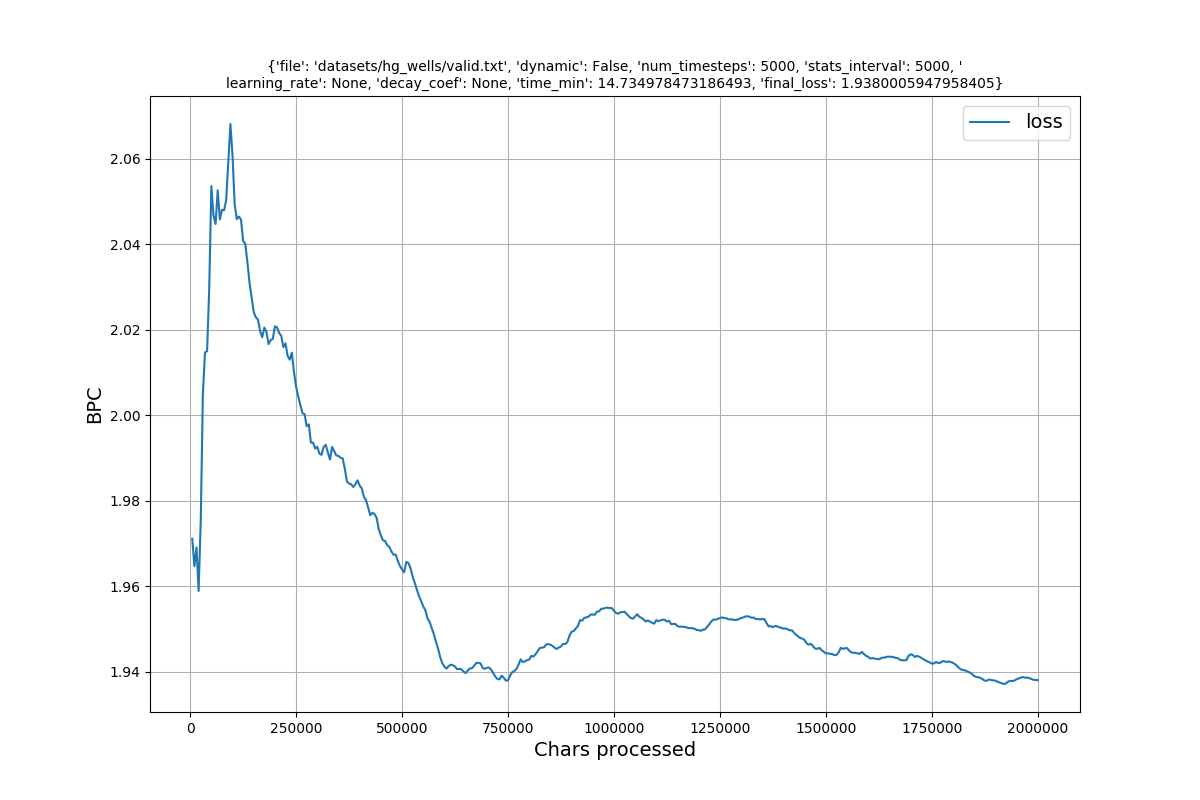 {'file': 'datasets/hg_wells/valid.txt', 'dynamic': False, 'num_timesteps': 5000, 'stats_interval': 5000, '
learning_rate': None, 'decay_coef': None, 'time_min': 14.734978473186493, 'final_loss': 1.9380005947958405}
loss
2.06
2.04
2.02
2.00
1.98
1.96
1.94
BPC
0 250000 500000 750000 1000000 1250000 1500000 1750000 2000000
Chars processed